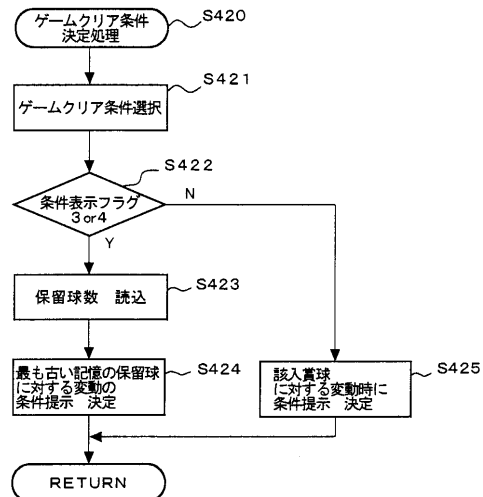 ゲームクリア条件
決定処理
S420
S421
ゲームクリア条件選択
S422
条件表示フラグ
3or4
N
Y
S423
保留球数 読込
S424
最も古い記憶の保留球
に対する変動の
条件提示 決定
S425
該入賞球
に対する変動時に
条件提示 決定
RETURN